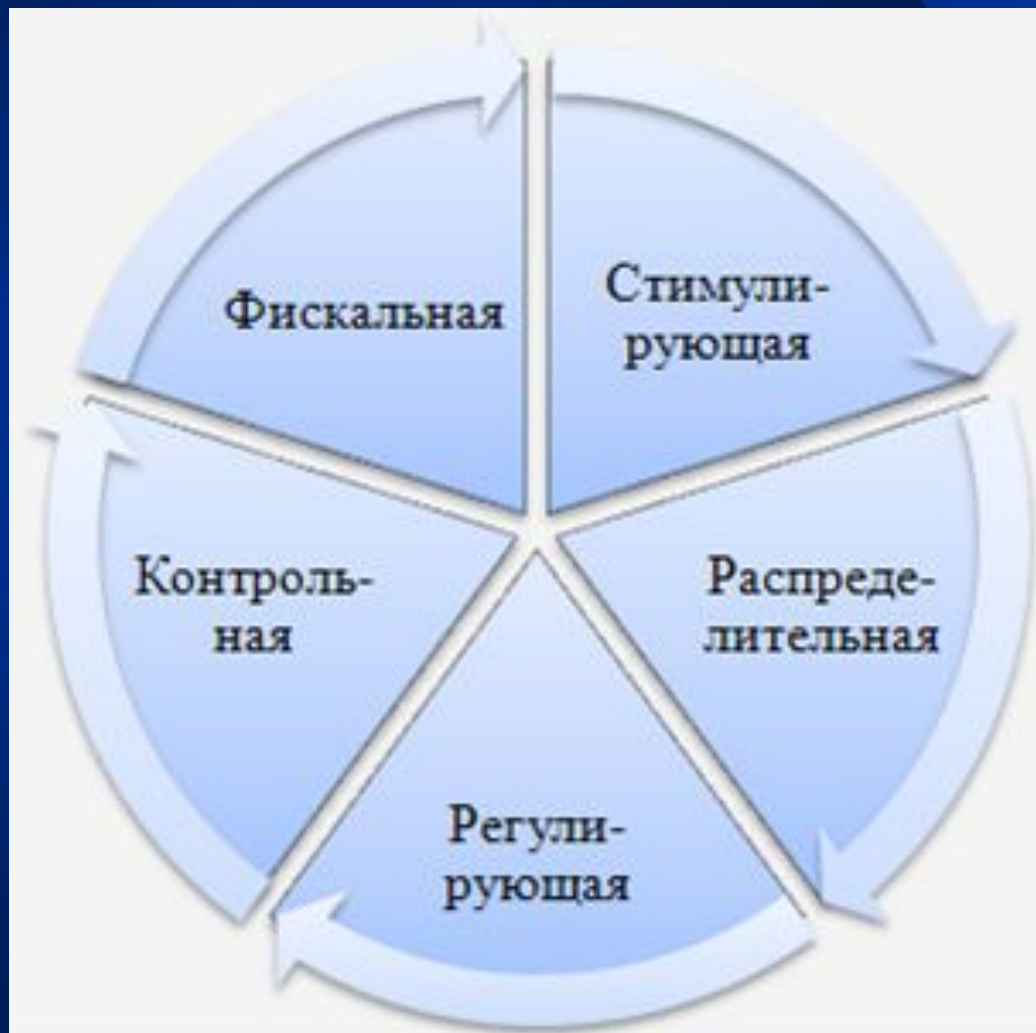 Фискальная
Стимули-
рующая
Распреде-
лительная
Регули-
рующая
Контроль-
ная